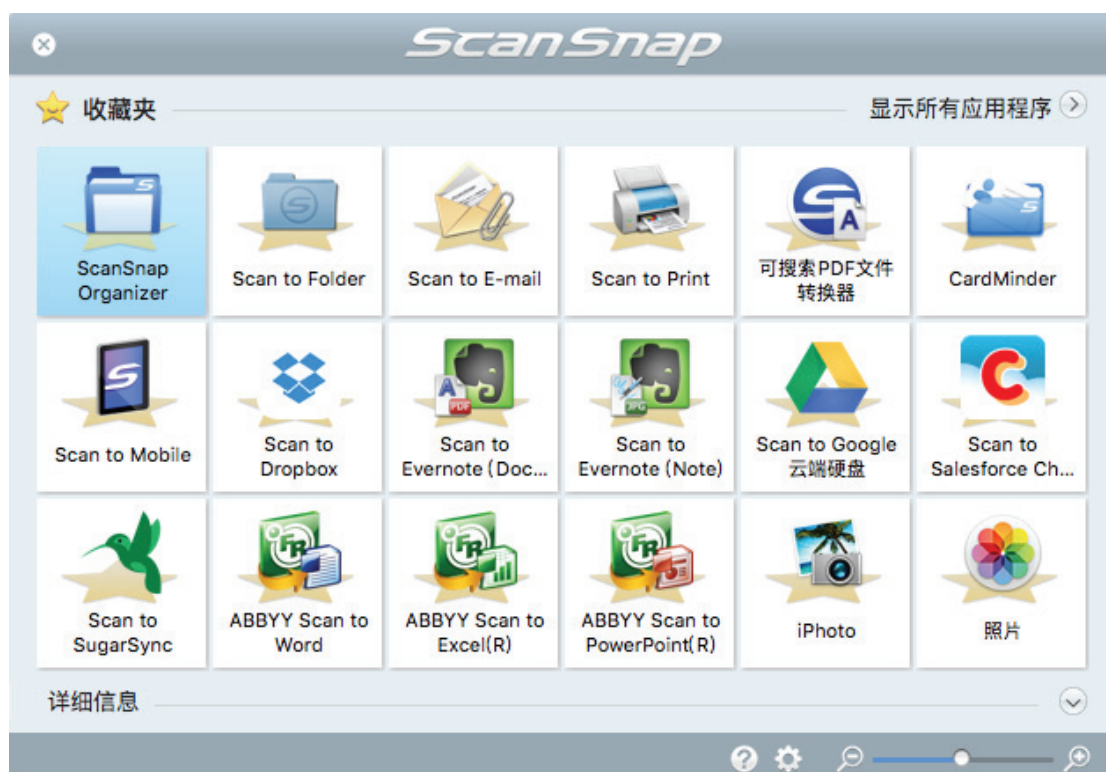 ScanSnap
收藏夹
显示所有应用程序
ScanSnap
Organizer
Scan to Folder
Scan to E-mail
Scan to Print
可搜索PDF文件
转换器
CardMinder
Scan to Mobile
Scan to
Dropbox
Scan to
Evernote (Doc...
Scan to
Evernote (Note)
Scan to Google
云端硬盘
Scan to
Salesforce Ch...
Scan to
SugarSync
ABBYY Scan to
Word
ABBYY Scan to
Excel(R)
ABBYY Scan to
PowerPoint(R)
iPhoto
照片
详细信息